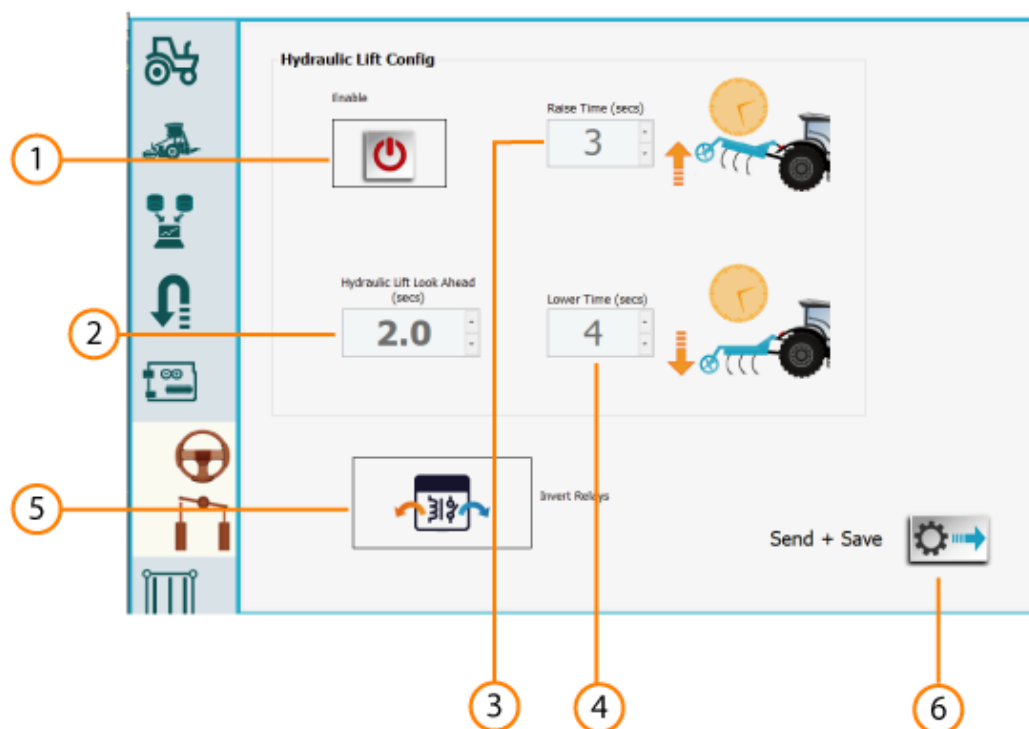 Hydraulic Lift Config
Enable
Raise Time (secs)
1
3
Hydraulic Lift Look Ahead
(secs)
Lower Time (secs)
2
2.0
4
5
Invert Relays
Send + Save
3
4
6